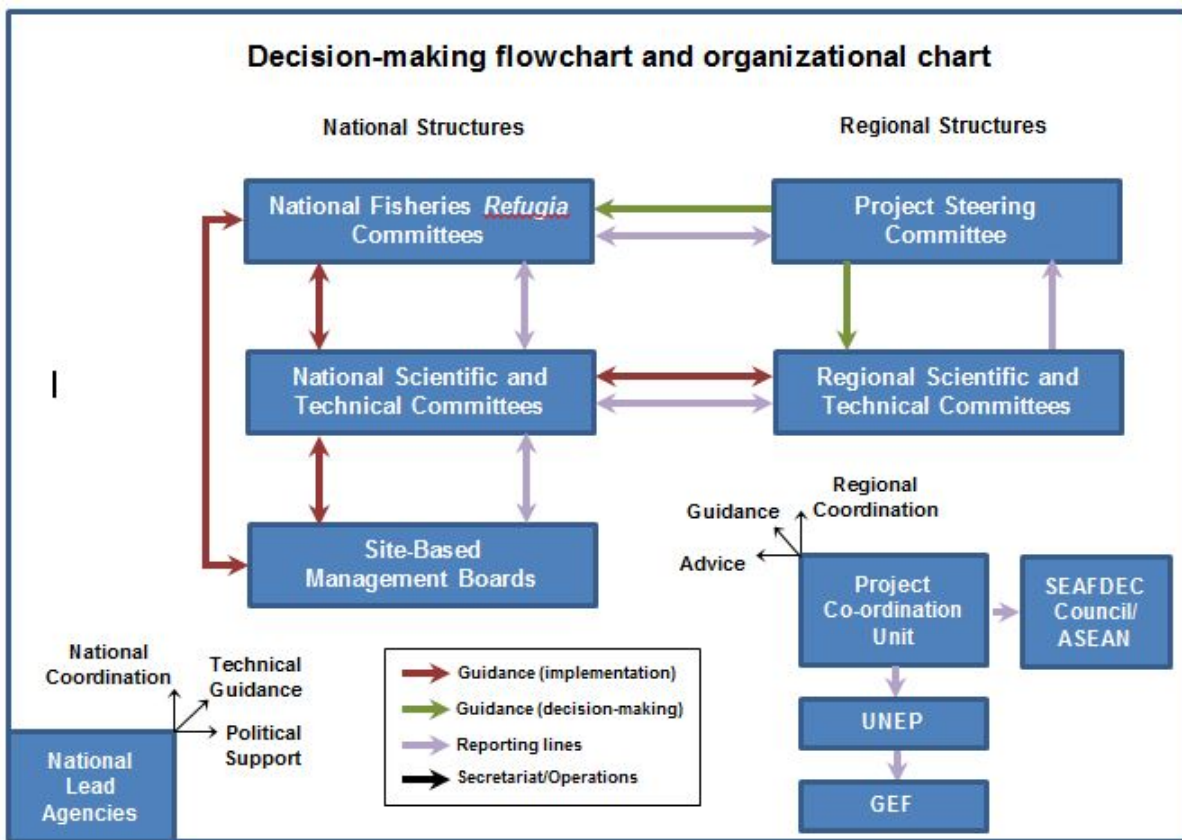 Decision-making flowchart and organizational chart
National Structures
Regional Structures
National Fisheries Refugia
Committees
Project Steering
Committee
National Scientific and
Technical Committees
Regional Scientific and
Technical Committees
Site-Based
Management Boards
Regional
Coordination
Guidance
Advice
Project
Co-ordination
Unit
SEAFDEC
Council/
ASEAN
UNEP
GEF
National
Coordination
Technical
Guidance
Political
Support
National
Lead
Agencies
Guidance (implementation)
Guidance (decision-making)
Reporting lines
Secretariat/Operations